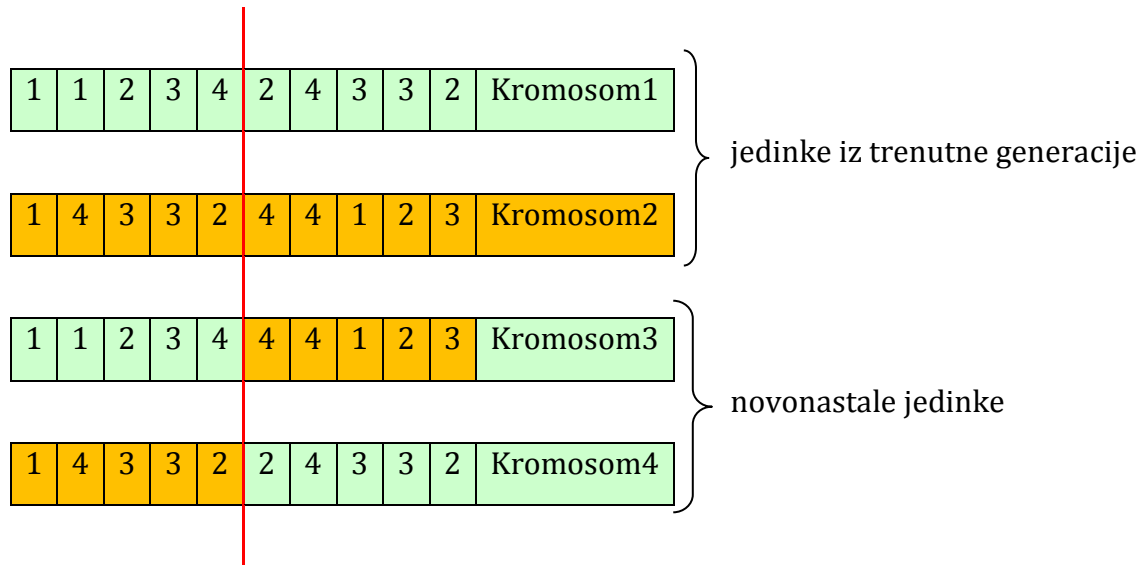 1 1 2 3 4 2 4 3 3 2 Kromosom1
jedinke iz trenutne generacije
1 4 3 3 2 4 4 1 2 3 Kromosom2
1 1 2 3 4 4 4 1 2 3 Kromosom3
novonastale jedinke
1 4 3 3 2 2 4 3 3 2 Kromosom4